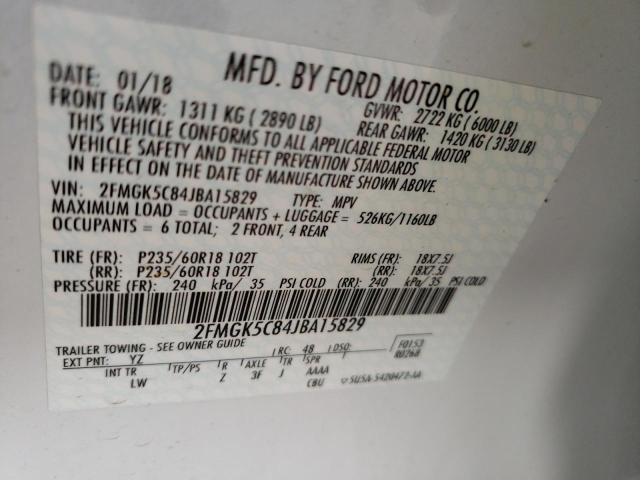 MFD. BY FORD MOTOR CO.
DATE: 01/18 GVWR: 2722 KG (6000 LB)
FRONT GAWR: 1311 KG (2890 LB) REAR GAWR: 1420 KG (3130 LB)
THIS VEHICLE CONFORMS TO ALL APPLICABLE FEDERAL MOTOR
VEHICLE SAFETY AND THEFT PREVENTION STANDARDS
IN EFFECT ON THE DATE OF MANUFACTURE SHOWN ABOVE.
VIN: 2FMGK5C84JBA15829 TYPE: MPV
MAXIMUM LOAD = OCCUPANTS + LUGGAGE = 526KG/1160LB
OCCUPANTS = 6 TOTAL; 2 FRONT, 4 REAR
TIRE (FR): P235/60R18 102T RIMS (FR): 18X7.5J
(RR): P235/60R18 102T (RR): 18X7.5J
PRESSURE (FR): 240 kPa/ 35 PSI COLD (RR): 240 kPa/ 35 PSI COLD
2FMGK5C84JBA15829
TRAILER TOWING - SEE OWNER GUIDE RC: 48 DSO: F0153
EXT PNT: YZ R0268
INT TR TP/PS R AXLE TR SPR
LW Z 3F J AAAA
CBU 5U5A-5420472-AA